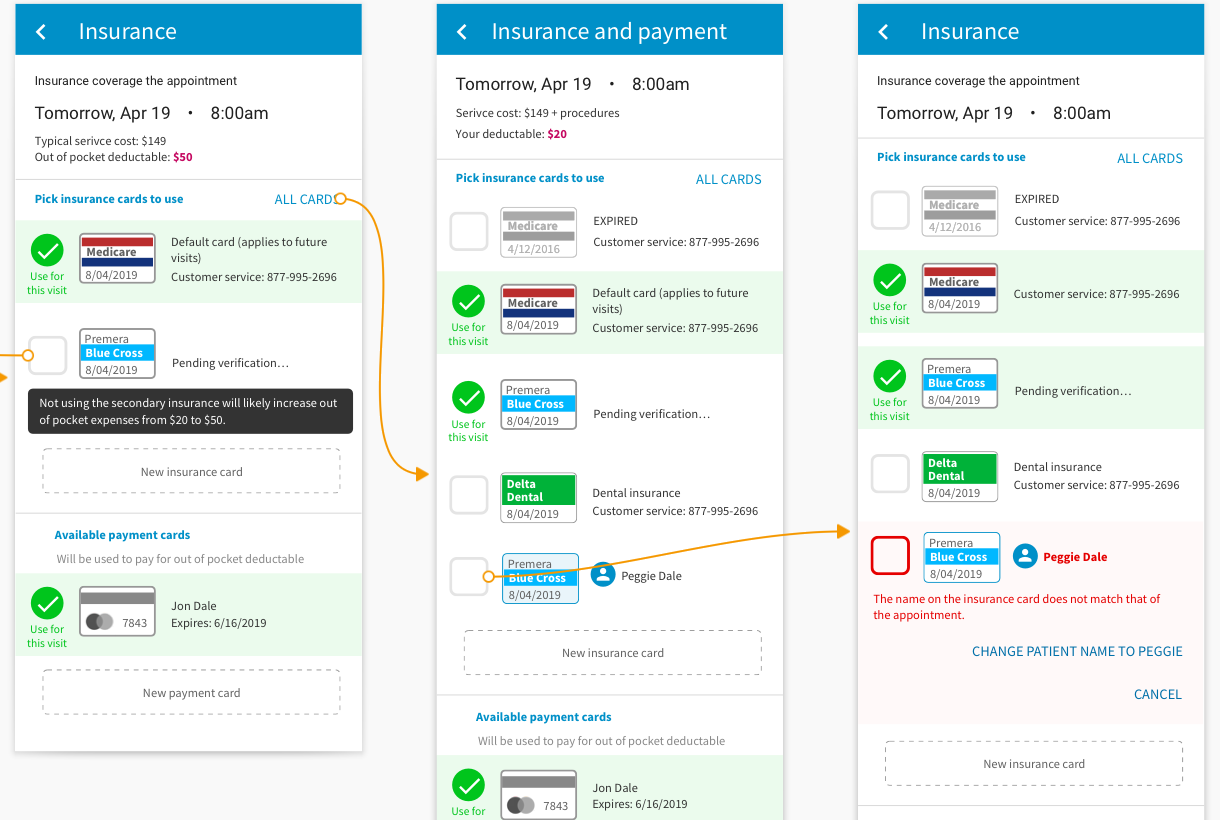 Insurance
Insurance coverage the appointment
Tomorrow, Apr 19 • 8:00am
Typical serivce cost: $149
Out of pocket deductable: $50
Pick insurance cards to use
ALL CARDS
Use for
this visit
Medicare
8/04/2019
Default card (applies to future
visits)
Customer service: 877-995-2696
Premera
Blue Cross
8/04/2019
Pending verification...
Not using the secondary insurance will likely increase out
of pocket expenses from $20 to $50.
New insurance card
Available payment cards
Will be used to pay for out of pocket deductable
Use for
this visit
7843
Jon Dale
Expires: 6/16/2019
New payment card
Insurance and payment
Tomorrow, Apr 19 • 8:00am
Serivce cost: $149 + procedures
Your deductable: $20
Pick insurance cards to use
ALL CARDS
Medicare
4/12/2016
EXPIRED
Customer service: 877-995-2696
Use for
this visit
Medicare
8/04/2019
Default card (applies to future
visits)
Customer service: 877-995-2696
Use for
this visit
Premera
Blue Cross
8/04/2019
Pending verification...
Delta
Dental
8/04/2019
Dental insurance
Customer service: 877-995-2696
Premera
Blue Cross
8/04/2019
Peggie Dale
New insurance card
Available payment cards
Will be used to pay for out of pocket deductable
Use for
7843
Jon Dale
Expires: 6/16/2019
Insurance
Insurance coverage the appointment
Tomorrow, Apr 19 • 8:00am
Pick insurance cards to use
ALL CARDS
Medicare
4/12/2016
EXPIRED
Customer service: 877-995-2696
Use for
this visit
Medicare
8/04/2019
Customer service: 877-995-2696
Use for
this visit
Premera
Blue Cross
8/04/2019
Pending verification...
Delta
Dental
8/04/2019
Dental insurance
Customer service: 877-995-2696
Premera
Blue Cross
8/04/2019
Peggie Dale
The name on the insurance card does not match that of
the appointment.
CHANGE PATIENT NAME TO PEGGIE
CANCEL
New insurance card